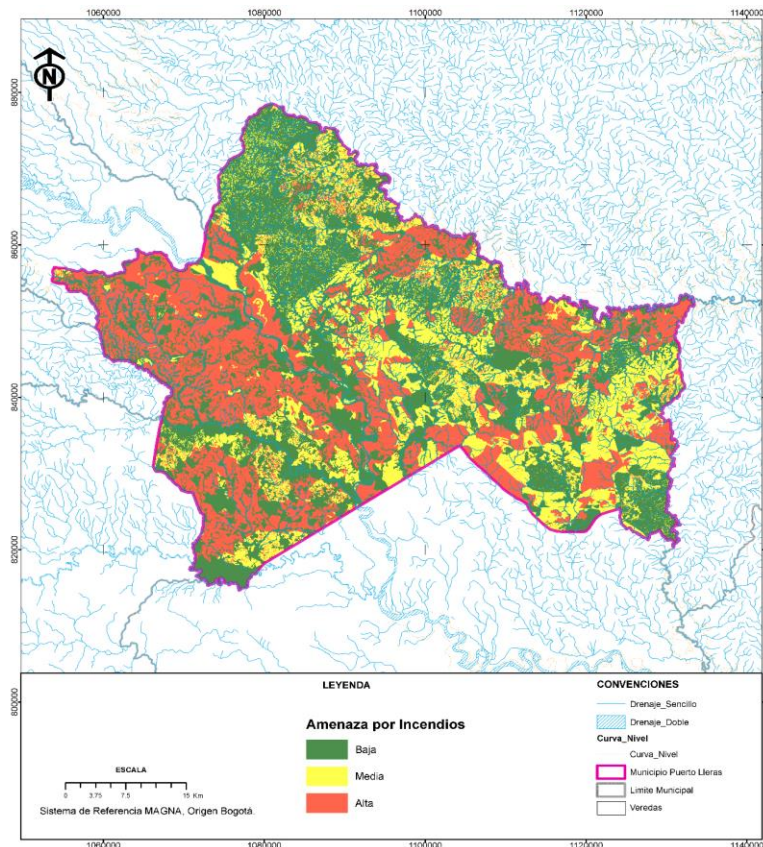 1060000 1080000 1100000 1120000 1140000
N
880000
860000
840000
820000
800000
LEYENDA
Amenaza por Incendios
Baja
Media
Alta
ESCALA
0 3.75 7.5 15 Km
Sistema de Referencia MAGNA, Origen Bogotá.
CONVENCIONES
Drenaje_Sencillo
Drenaje_Doble
Curva_Nivel
Curva_Nivel
Municipio Puerto Lleras
Limite Municipal
Veredas
1060000 1080000 1100000 1120000 1140000